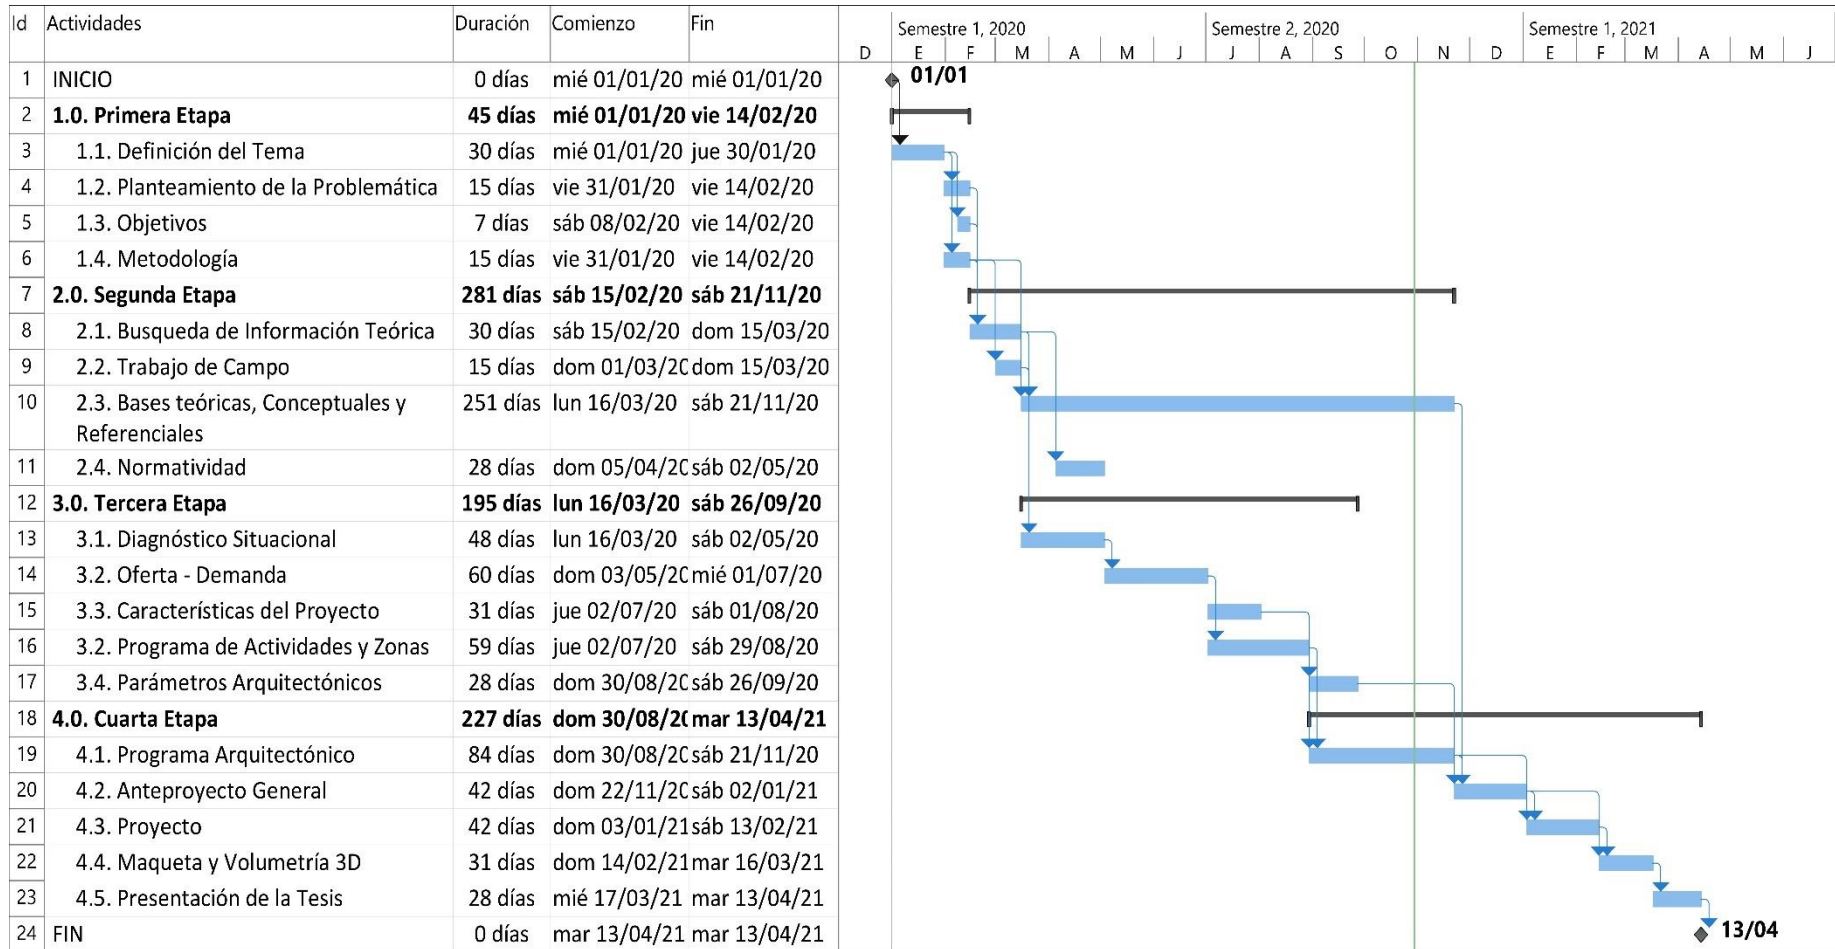 Id Actividades Duración Comienzo Fin Semestre 1, 2020 Semestre 2, 2020 Semestre 1, 2021
D E F M A M J J A S O N D E F M A M J
1 INICIO 0 días mié 01/01/20 mié 01/01/20 01/01
2 1.0. Primera Etapa 45 días mié 01/01/20 vie 14/02/20
3 1.1. Definición del Tema 30 días mié 01/01/20 jue 30/01/20
4 1.2. Planteamiento de la Problemática 15 días vie 31/01/20 vie 14/02/20
5 1.3. Objetivos 7 días sáb 08/02/20 vie 14/02/20
6 1.4. Metodología 15 días vie 31/01/20 vie 14/02/20
7 2.0. Segunda Etapa 281 días sáb 15/02/20 sáb 21/11/20
8 2.1. Busqueda de Información Teórica 30 días sáb 15/02/20 dom 15/03/20
9 2.2. Trabajo de Campo 15 días dom 01/03/20 dom 15/03/20
10 2.3. Bases teóricas, Conceptuales y 251 días lun 16/03/20 sáb 21/11/20
Referenciales
11 2.4. Normatividad 28 días dom 05/04/20 sáb 02/05/20
12 3.0. Tercera Etapa 195 días lun 16/03/20 sáb 26/09/20
13 3.1. Diagnóstico Situacional 48 días lun 16/03/20 sáb 02/05/20
14 3.2. Oferta - Demanda 60 días dom 03/05/20 mié 01/07/20
15 3.3. Característicias del Proyecto 31 días jue 02/07/20 sáb 01/08/20
16 3.2. Programa de Actividades y Zonas 59 días jue 02/07/20 sáb 29/08/20
17 3.4. Parámetros Arquitectónicos 28 días dom 30/08/20 sáb 26/09/20
18 4.0. Cuarta Etapa 227 días dom 30/08/20 mar 13/04/21
19 4.1. Programa Arquitectónico 84 días dom 30/08/20 sáb 21/11/20
20 4.2. Anteproyecto General 42 días dom 22/11/20 sáb 02/01/21
21 4.3. Proyecto 42 días dom 03/01/21 sáb 13/02/21
22 4.4. Maqueta y Volumetría 3D 31 días dom 14/02/21 mar 16/03/21
23 4.5. Presentación de la Tesis 28 días mié 17/03/21 mar 13/04/21
24 FIN 0 días mar 13/04/21 mar 13/04/21 13/04